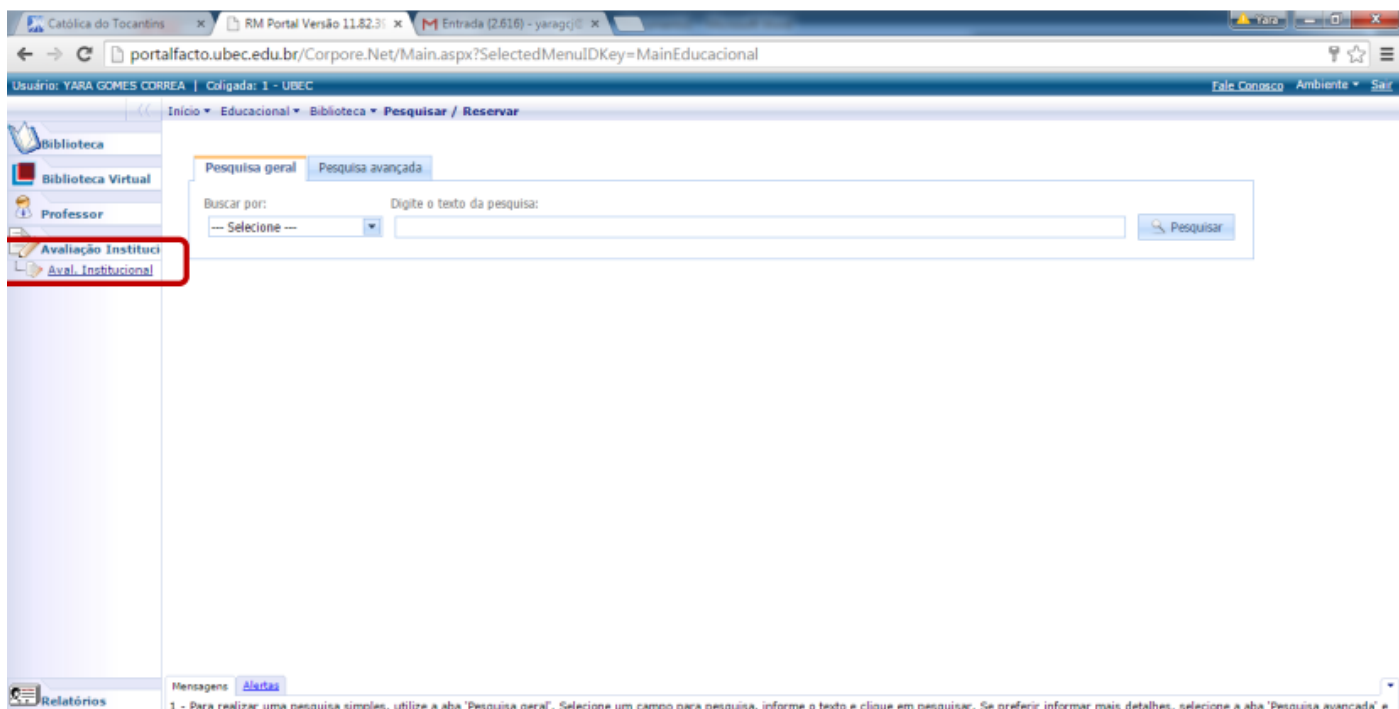 Católica do Tocantins
RM Portal Versão 11.82.3
Entrada (2.616) - yaragcj
Yara
portalfacto.ubec.edu.br/Corpore.Net/Main.aspx?SelectedMenuIDKey=MainEducacional
Usuário: YARA GOMES CORREA | Coligada: 1 - UBEC
Fale Conosco Ambiente Sair
Início Educacional Biblioteca Pesquisar / Reservar
Biblioteca
Biblioteca Virtual
Professor
Avaliação Instituci
Aval. Institucional
Pesquisa geral Pesquisa avançada
Buscar por: Digite o texto da pesquisa:
--- Selecione --- Pesquisar
Relatórios
Mensagens Alertas
1 - Para realizar uma pesquisa simples, utilize a aba 'Pesquisa geral'. Selecione um campo para pesquisa, informe o texto e clique em pesquisar. Se preferir informar mais detalhes, selecione a aba 'Pesquisa avançada' e